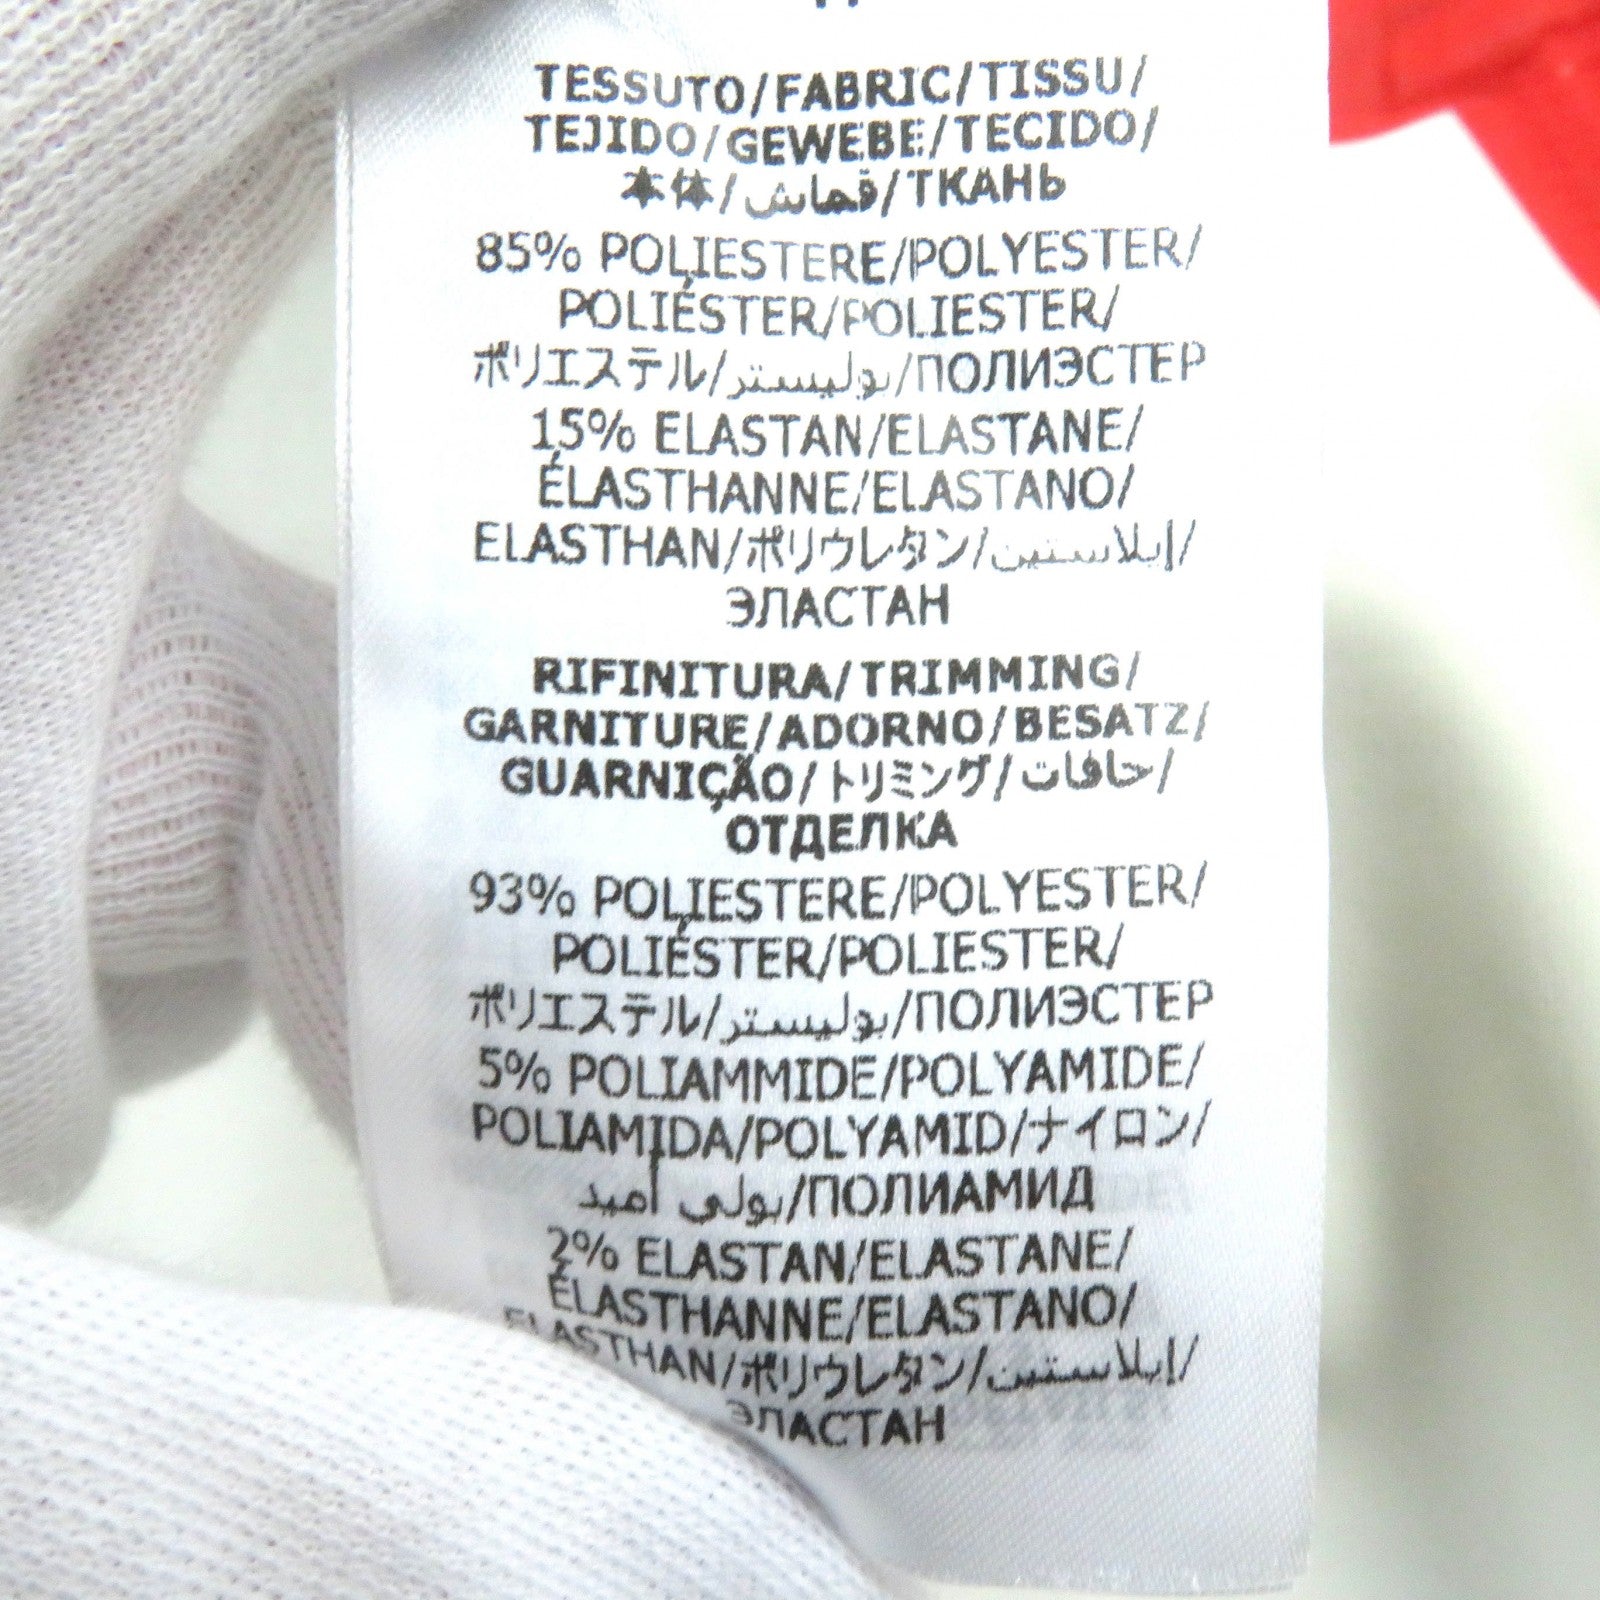 TESSUTO/FABRIC/TISSU/
TEJIDO/GEWEBE/TECIDO/
本体/قماش/ТКАНЬ
85% POLIESTERE/POLYESTER/
POLIÉSTER/POLIESTER/
ポリエステル/بوليستر/ПОЛИЭСТЕР
15% ELASTAN/ELASTANE/
ÉLASTHANNE/ELASTANO/
ELASTHAN/ポリウレタン/إيلاستين/
ЭЛАСТАН
RIFINITURA/TRIMMING/
GARNITURE/ADORNO/BESATZ/
GUARNIÇÃO/トリミング/حافات/
ОТДЕЛКА
93% POLIESTERE/POLYESTER/
POLIÉSTER/POLIESTER/
ポリエステル/بوليستر/ПОЛИЭСТЕР
5% POLIAMMIDE/POLYAMIDE/
POLIAMIDA/POLYAMID/ナイロン/
بولي أميد/ПОЛИАМИД
2% ELASTAN/ELASTANE/
ÉLASTHANNE/ELASTANO/
ELASTHAN/ポリウレタン/إيلاستين/
ЭЛАСТАН